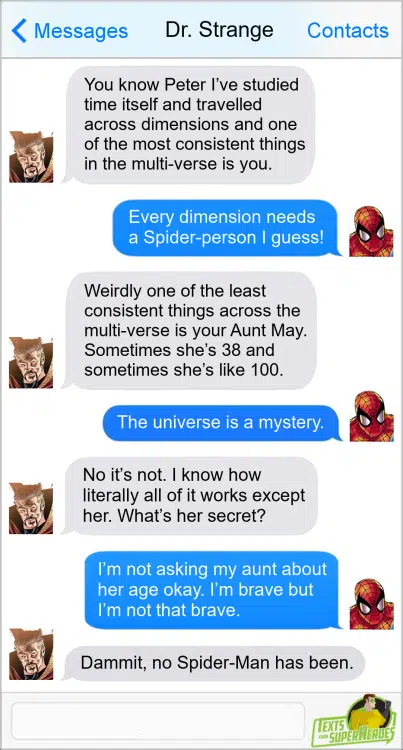 Messages
Dr. Strange
Contacts
You know Peter I've studied
time itself and travelled
across dimensions and one
of the most consistent things
in the multi-verse is you.
Every dimension needs
a Spider-person I guess!
Weirdly one of the least
consistent things across the
multi-verse is your Aunt May.
Sometimes she's 38 and
sometimes she's like 100.
The universe is a mystery.
No it's not. I know how
literally all of it works except
her. What's her secret?
I'm not asking my aunt about
her age okay. I'm brave but
I'm not that brave.
Dammit, no Spider-Man has been.
TEXTS
FROM SUPERHEROES